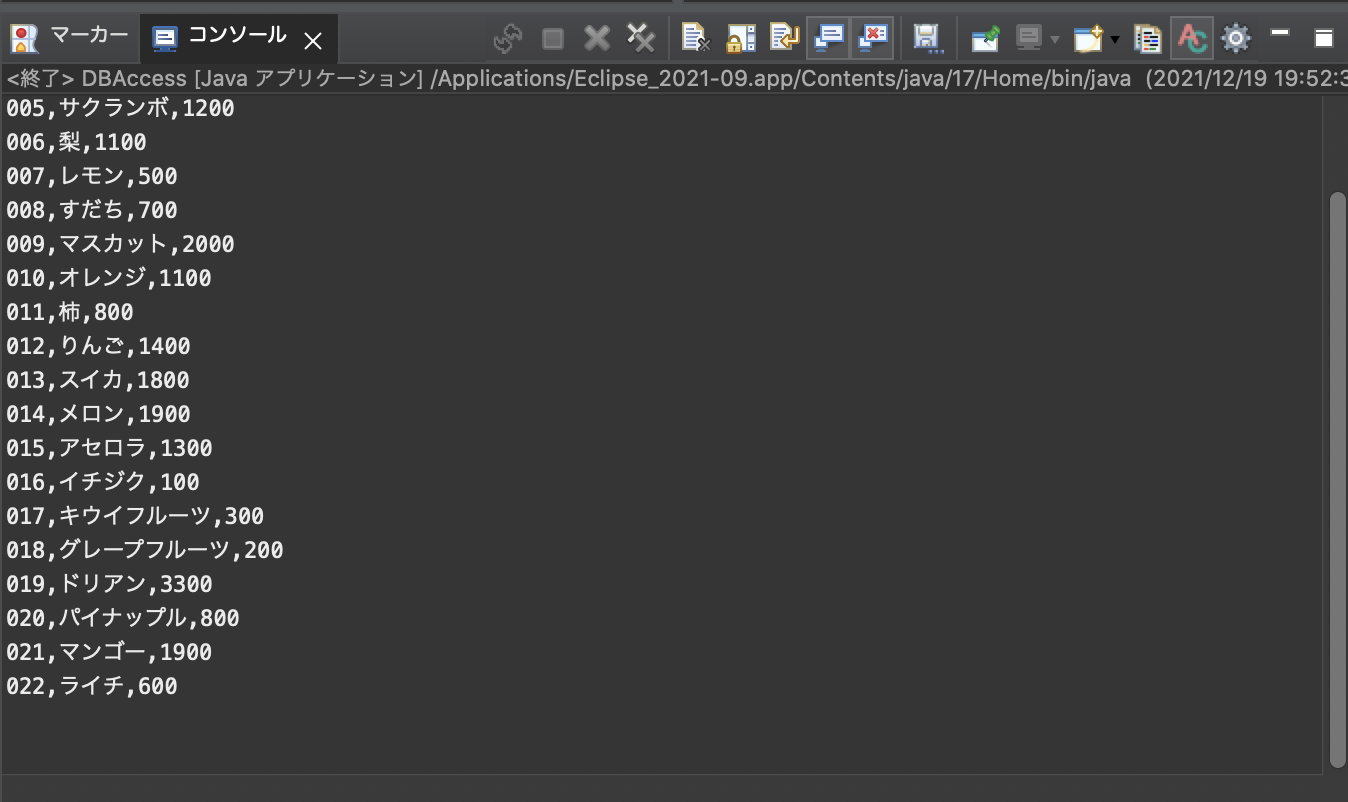 マーカー コンソール
<終了> DBAccess [Java アプリケーション] /Applications/Eclipse_2021-09.app/Contents/java/17/Home/bin/java (2021/12/19 19:52:3
005,サクランボ,1200
006,梨,1100
007,レモン,500
008,すだち,700
009,マスカット,2000
010,オレンジ,1100
011,柿,800
012,りんご,1400
013,スイカ,1800
014,メロン,1900
015,アセロラ,1300
016,イチジク,100
017,キウイフルーツ,300
018,グレープフルーツ,200
019,ドリアン,3300
020,パイナップル,800
021,マンゴー,1900
022,ライチ,600